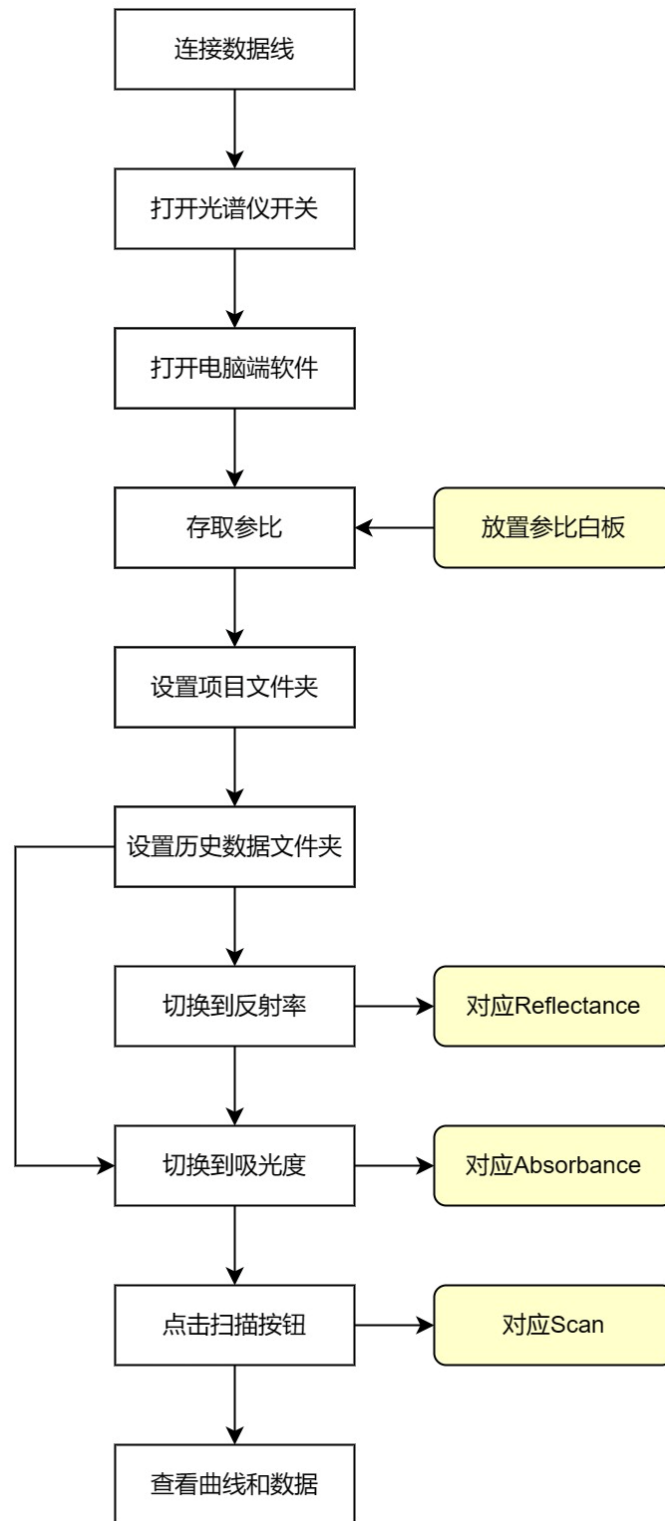 连接数据线
打开光谱仪开关
打开电脑端软件
存取参比
放置参比白板
设置项目文件夹
设置历史数据文件夹
切换到反射率
对应Reflectance
切换到吸光度
对应Absorbance
点击扫描按钮
对应Scan
查看曲线和数据